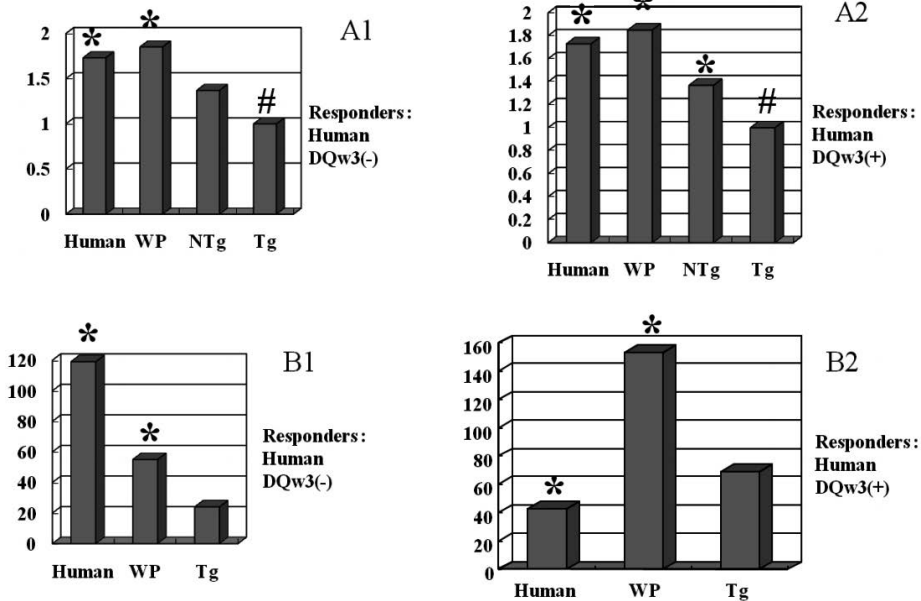 A1
* *
#
2
1.5
1
0.5
0
Human WP NTg Tg
Responders:
Human
DQw3(-)
A2
* * *
#
2
1.8
1.6
1.4
1.2
1
0.8
0.6
0.4
0.2
0
Human WP NTg Tg
Responders:
Human
DQw3(+)
B1
* *
120
100
80
60
40
20
0
Human WP Tg
Responders:
Human
DQw3(-)
B2
* *
160
140
120
100
80
60
40
20
0
Human WP Tg
Responders:
Human
DQw3(+)